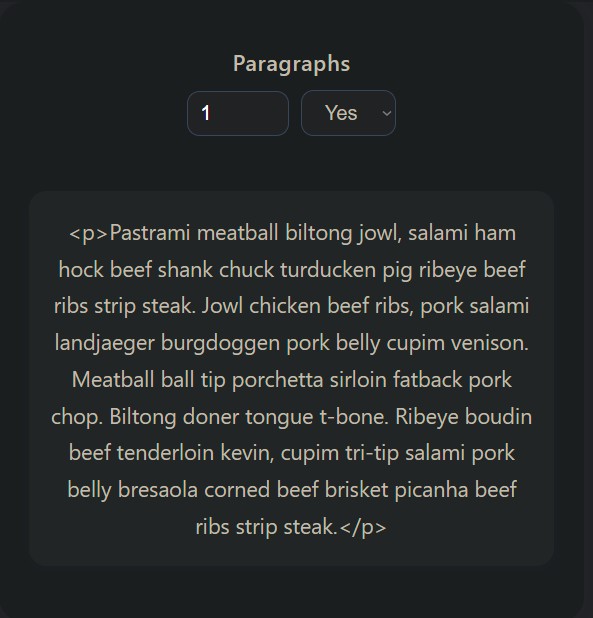 Paragraphs
1
Yes
<p>Pastrami meatball biltong jowl, salami ham
hock beef shank chuck turducken pig ribeye beef
ribs strip steak. Jowl chicken beef ribs, pork salami
landjaeger burgdoggen pork belly cupim venison.
Meatball ball tip porchetta sirloin fatback pork
chop. Biltong doner tongue t-bone. Ribeye boudin
beef tenderloin kevin, cupim tri-tip salami pork
belly bresaola corned beef brisket picanha beef
ribs strip steak.</p>